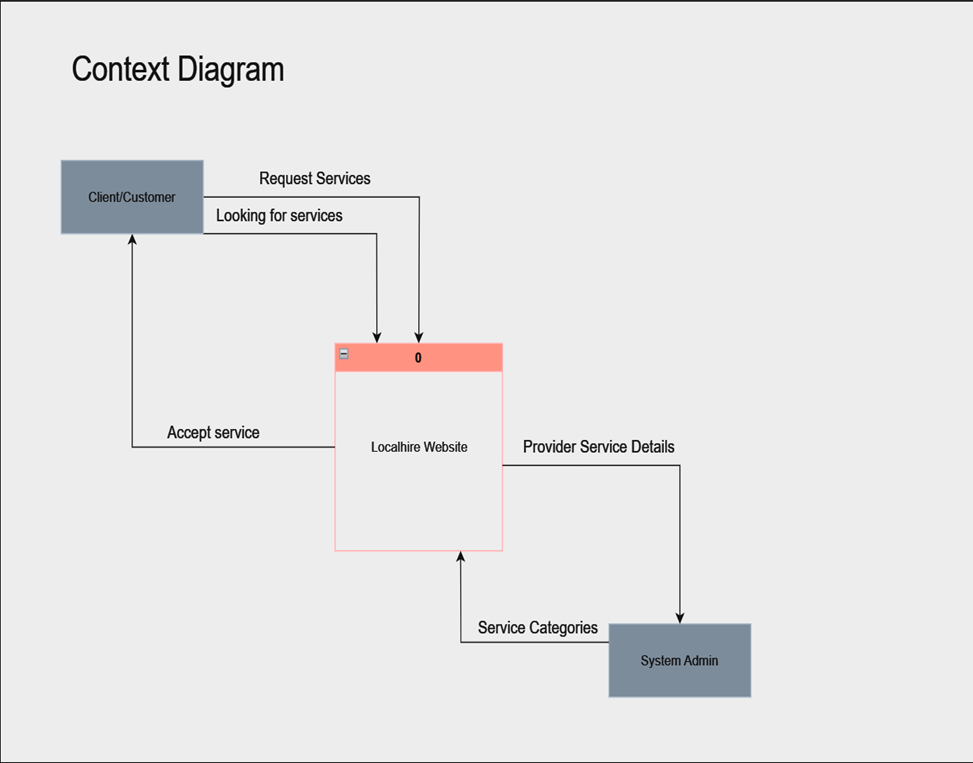 Context Diagram
Client/Customer
Request Services
Looking for services
0
Accept service
Localhire Website
Provider Service Details
Service Categories
System Admin